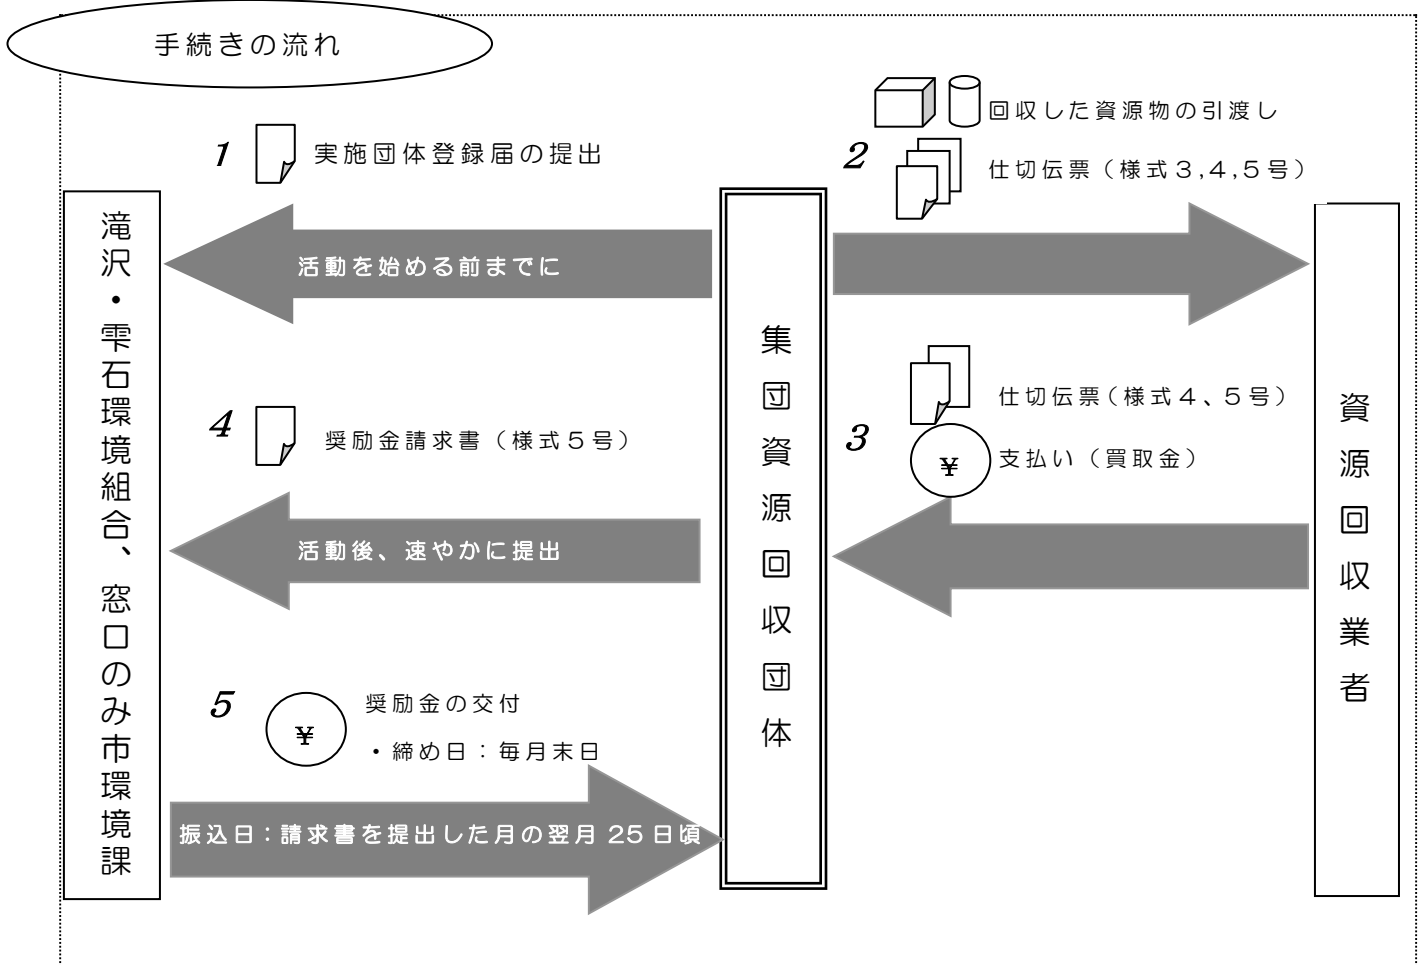 手続きの流れ
1
実施団体登録届の提出
活動を始める前までに
2
回収した資源物の引渡し
仕切伝票（様式３,４,５号）
3
仕切伝票（様式４、５号）
¥
支払い（買取金）
4
奨励金請求書（様式５号）
活動後、速やかに提出
5
¥
奨励金の交付
・締め日：毎月末日
振込日：請求書を提出した月の翌月 25 日頃
滝沢・雫石環境組合、窓口のみ市環境課
集団資源回収団体
資源回収業者